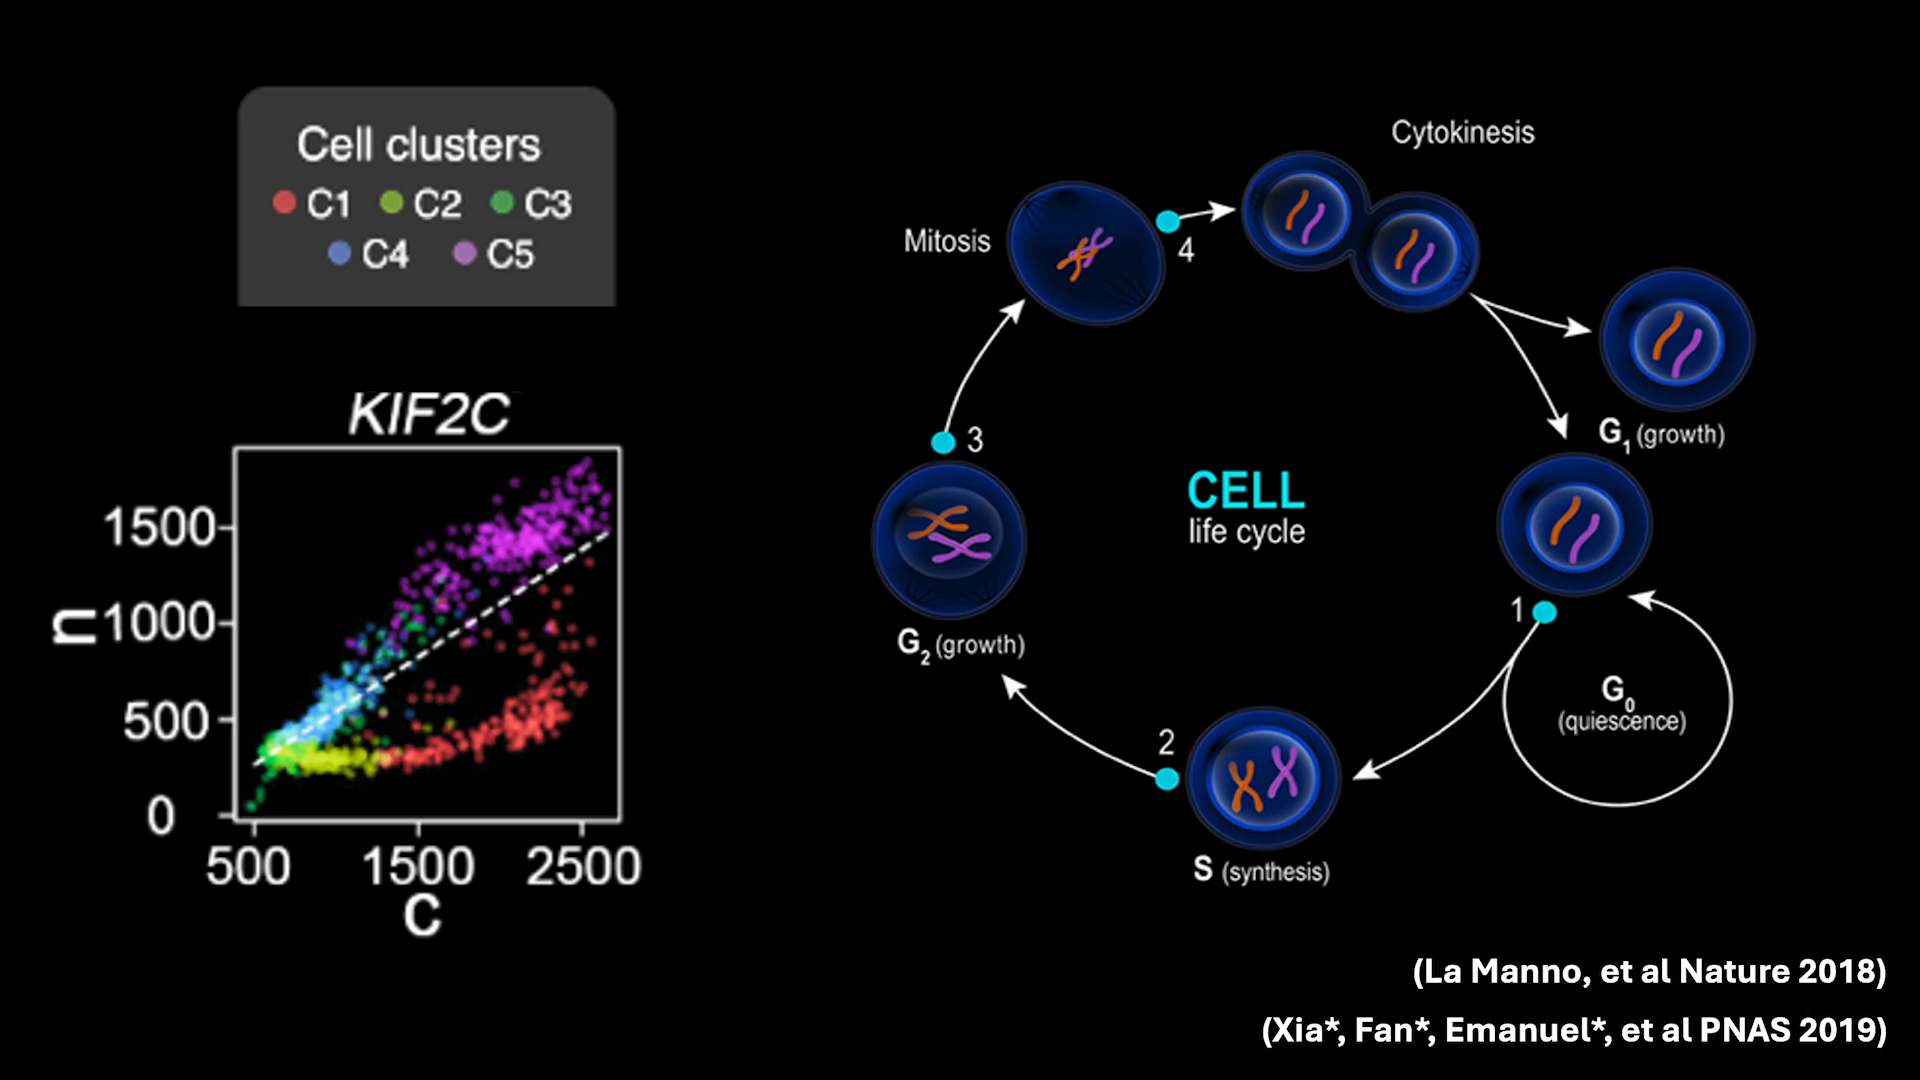 Cell clusters
C1 C2 C3
C4 C5
KIF2C
n
1500
1000
500
0
500 1500 2500
C
Cytokinesis
Mitosis
4
G1 (growth)
3
CELL
life cycle
1
G2 (growth)
G0
(quiescence)
2
S (synthesis)
(La Manno, et al Nature 2018)
(Xia*, Fan*, Emanuel*, et al PNAS 2019)